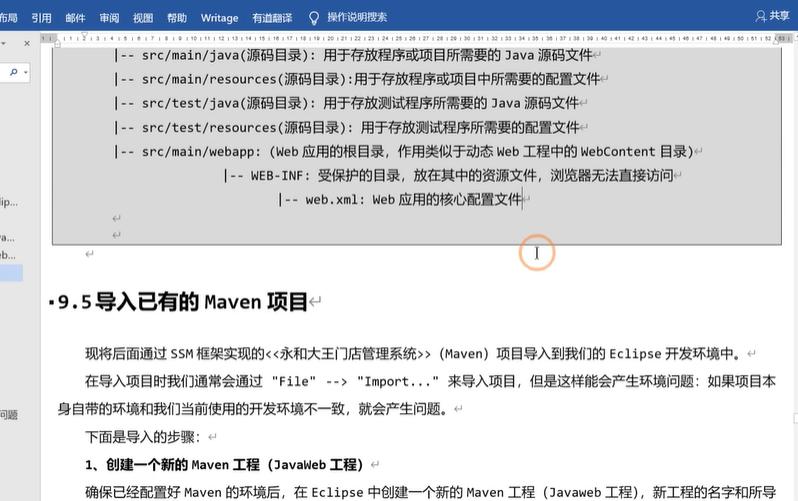 布局 引用 邮件 审阅 视图 帮助 Writage 有道翻译 操作说明搜索 共享
|-- src/main/java(源码目录): 用于存放程序或项目所需要的 Java 源码文件
|-- src/main/resources(源码目录):用于存放程序或项目中所需要的配置文件
|-- src/test/java(源码目录): 用于存放测试程序所需要的 Java 源码文件
|-- src/test/resources(源码目录): 用于存放测试程序所需要的配置文件
|-- src/main/webapp: (Web 应用的根目录, 作用类似于动态 Web 工程中的 WebContent 目录)
|-- WEB-INF: 受保护的目录, 放在其中的资源文件, 浏览器无法直接访问
|-- web.xml: Web 应用的核心配置文件
9.5 导入已有的 Maven 项目
现将后面通过 SSM 框架实现的<<永和大王门店管理系统>>（Maven）项目导入到我们的 Eclipse 开发环境中。
在导入项目时我们通常会通过 "File" --> "Import..." 来导入项目，但是这样能会产生环境问题：如果项目本
身自带的环境和我们当前使用的开发环境不一致，就会产生问题。
问题
下面是导入的步骤：
1、创建一个新的 Maven 工程（JavaWeb 工程）
确保已经配置好 Maven 的环境后，在 Eclipse 中创建一个新的 Maven 工程（Javaweb 工程），新工程的名字和所导